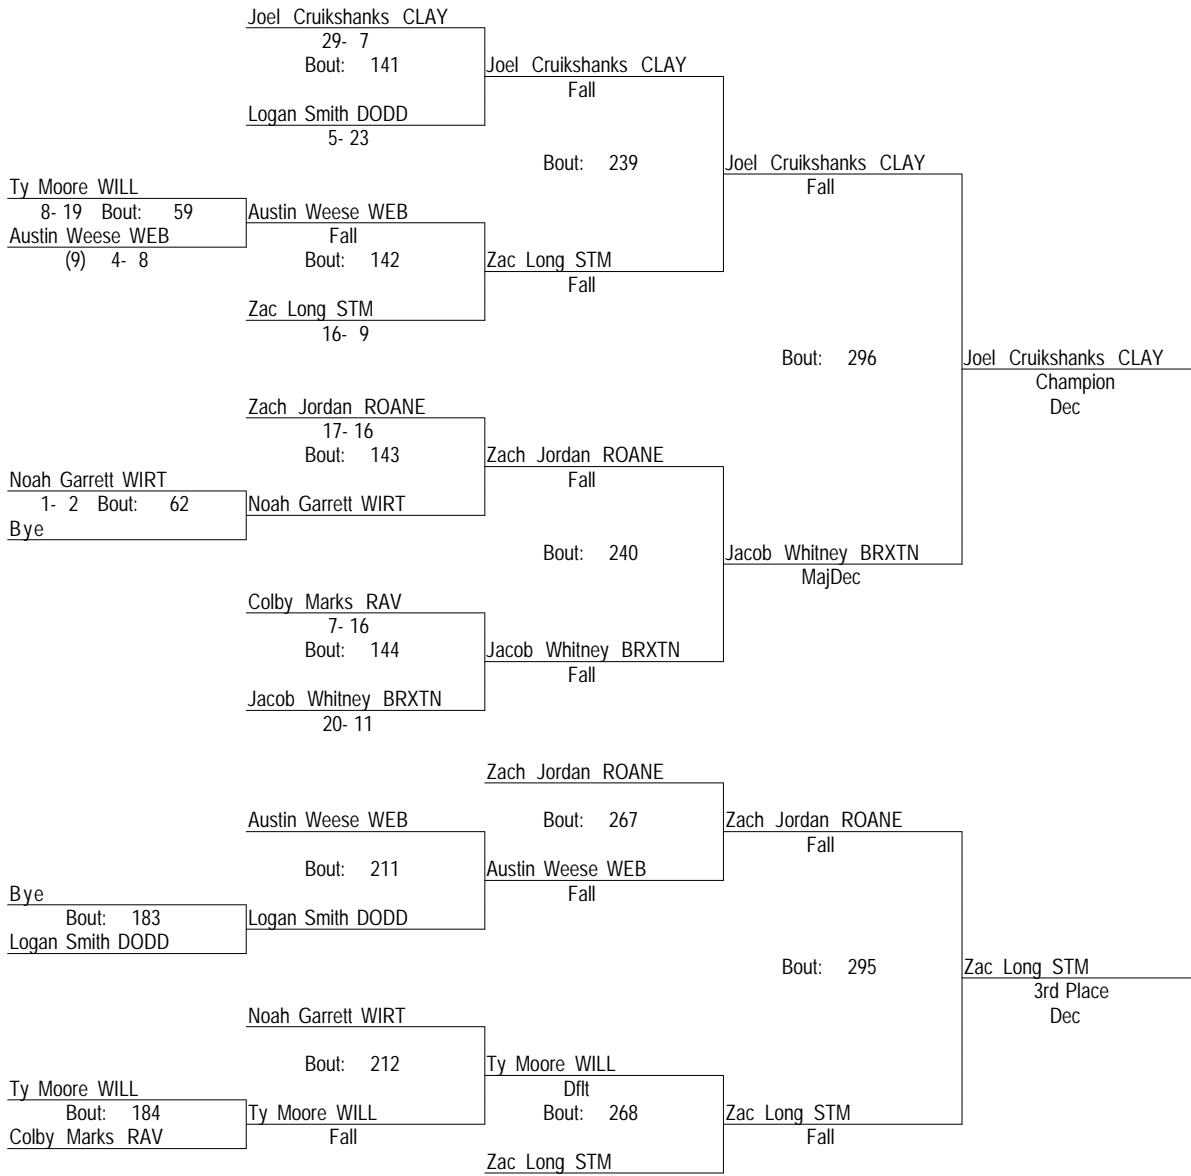 Joel Cruikshanks CLAY
29- 7
Bout: 141
Joel Cruikshanks CLAY
Fall
Logan Smith DODD
5- 23
Bout: 239
Joel Cruikshanks CLAY
Fall
Ty Moore WILL
8- 19 Bout: 59
Austin Weese WEB
Fall
Austin Weese WEB
(9) 4- 8
Bout: 142
Zac Long STM
Fall
Zac Long STM
16- 9
Bout: 296
Joel Cruikshanks CLAY
Champion
Dec
Zach Jordan ROANE
17- 16
Bout: 143
Zach Jordan ROANE
Fall
Noah Garrett WIRT
1- 2 Bout: 62
Noah Garrett WIRT
Bye
Bout: 240
Jacob Whitney BRXTN
MajDec
Colby Marks RAV
7- 16
Bout: 144
Jacob Whitney BRXTN
Fall
Jacob Whitney BRXTN
20- 11
Zach Jordan ROANE
Austin Weese WEB
Bout: 267
Zach Jordan ROANE
Fall
Bout: 211
Austin Weese WEB
Fall
Bye
Bout: 183
Logan Smith DODD
Logan Smith DODD
Bout: 295
Zac Long STM
3rd Place
Dec
Noah Garrett WIRT
Bout: 212
Ty Moore WILL
Dflt
Ty Moore WILL
Bout: 184
Ty Moore WILL
Fall
Colby Marks RAV
Bout: 268
Zac Long STM
Fall
Zac Long STM